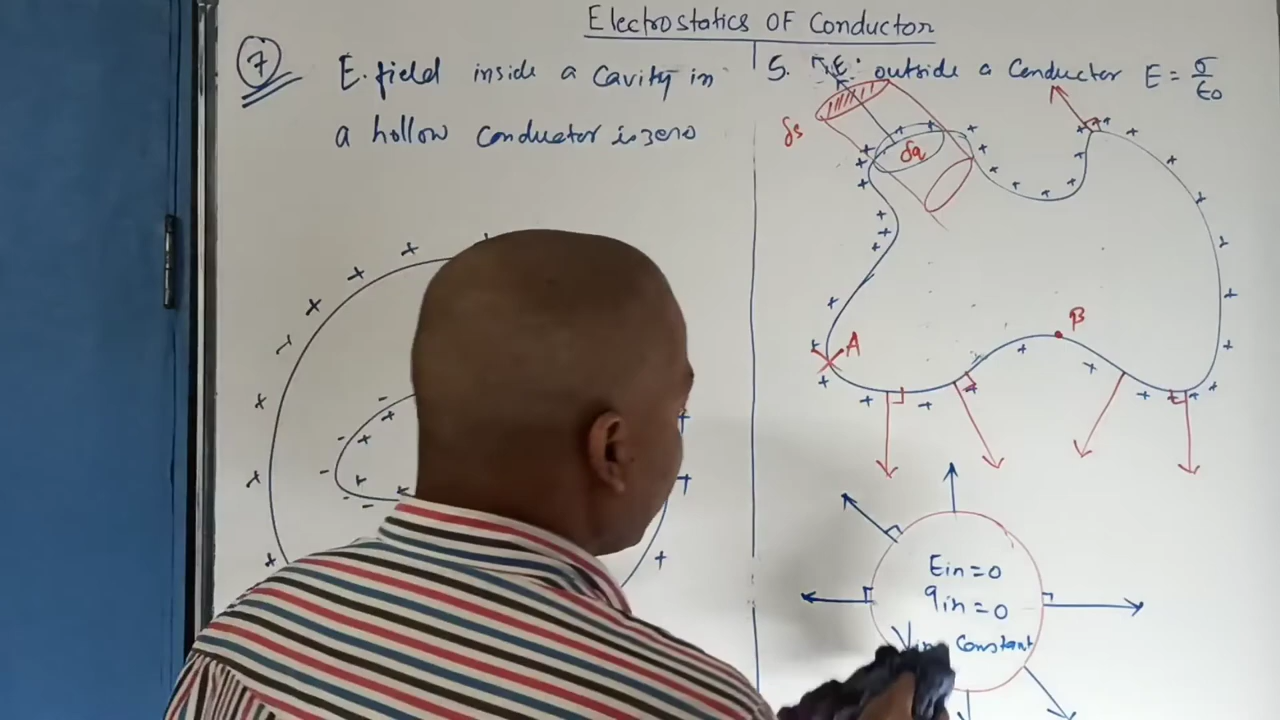 Electrostatics OF Conductor
7
E. field inside a Cavity in
a hollow conductor is zero
5. E: outside a Conductor E = σ/ε0
δs
δq
A
B
Ein = 0
qin = 0
Vin Constant